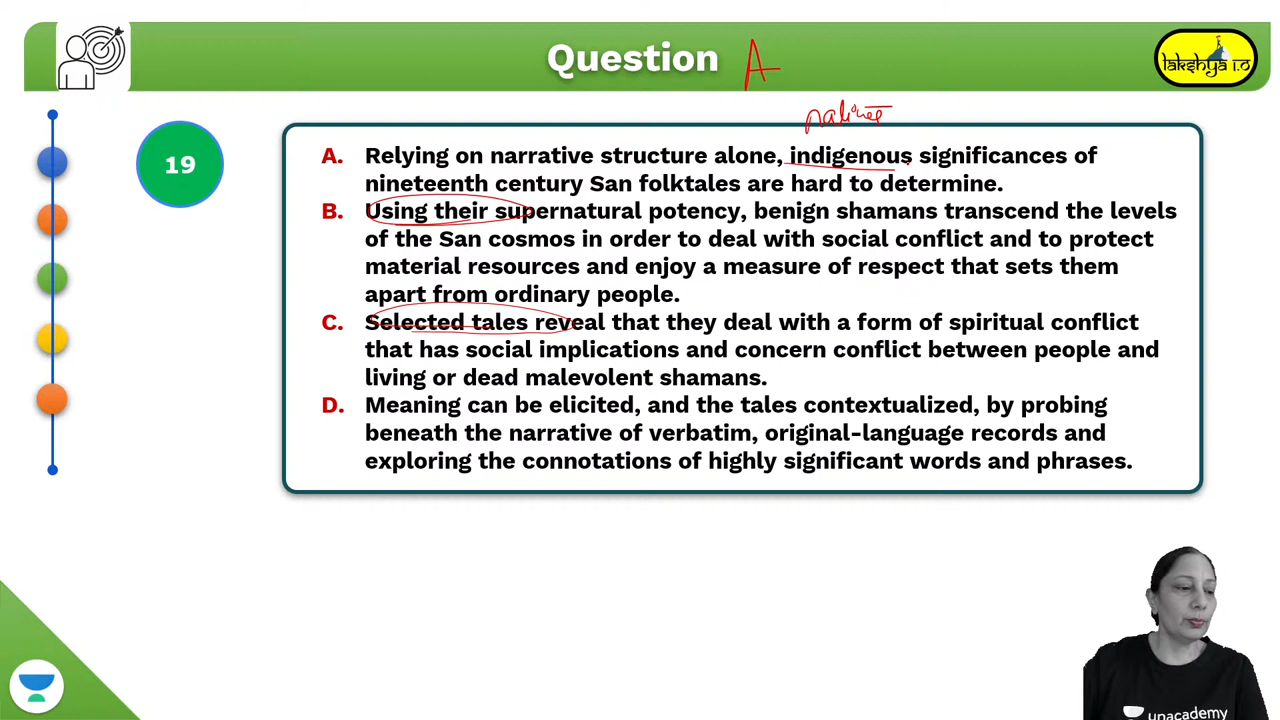 Question A
lakshya 1.0
native
19
A. Relying on narrative structure alone, indigenous significances of
nineteenth century San folktales are hard to determine.
B. Using their supernatural potency, benign shamans transcend the levels
of the San cosmos in order to deal with social conflict and to protect
material resources and enjoy a measure of respect that sets them
apart from ordinary people.
C. Selected tales reveal that they deal with a form of spiritual conflict
that has social implications and concern conflict between people and
living or dead malevolent shamans.
D. Meaning can be elicited, and the tales contextualized, by probing
beneath the narrative of verbatim, original-language records and
exploring the connotations of highly significant words and phrases.
unacademy